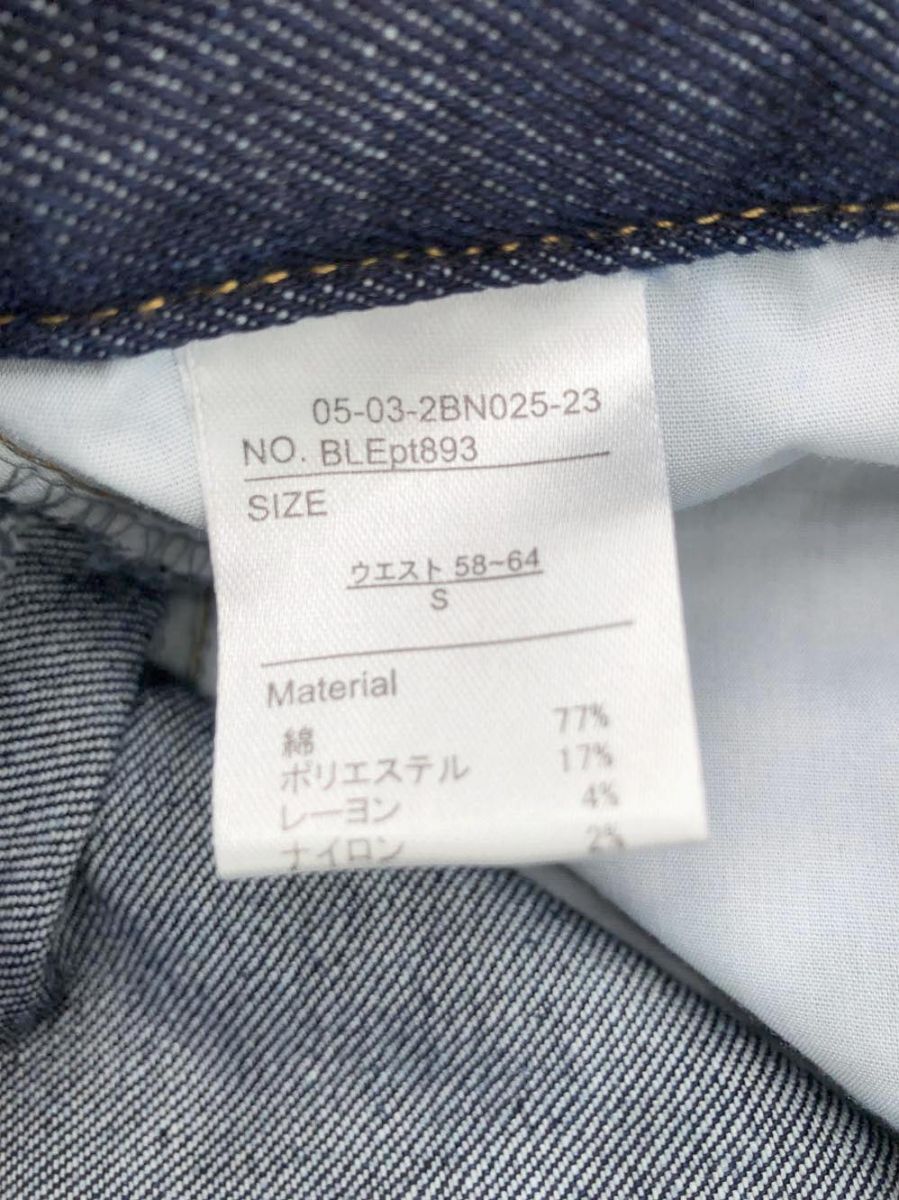 05-03-2BN025-23
NO. BLEpt893
SIZE
ウエスト 58~64
S
Material
綿 77%
ポリエステル 17%
レーヨン 4%
ナイロン 2%